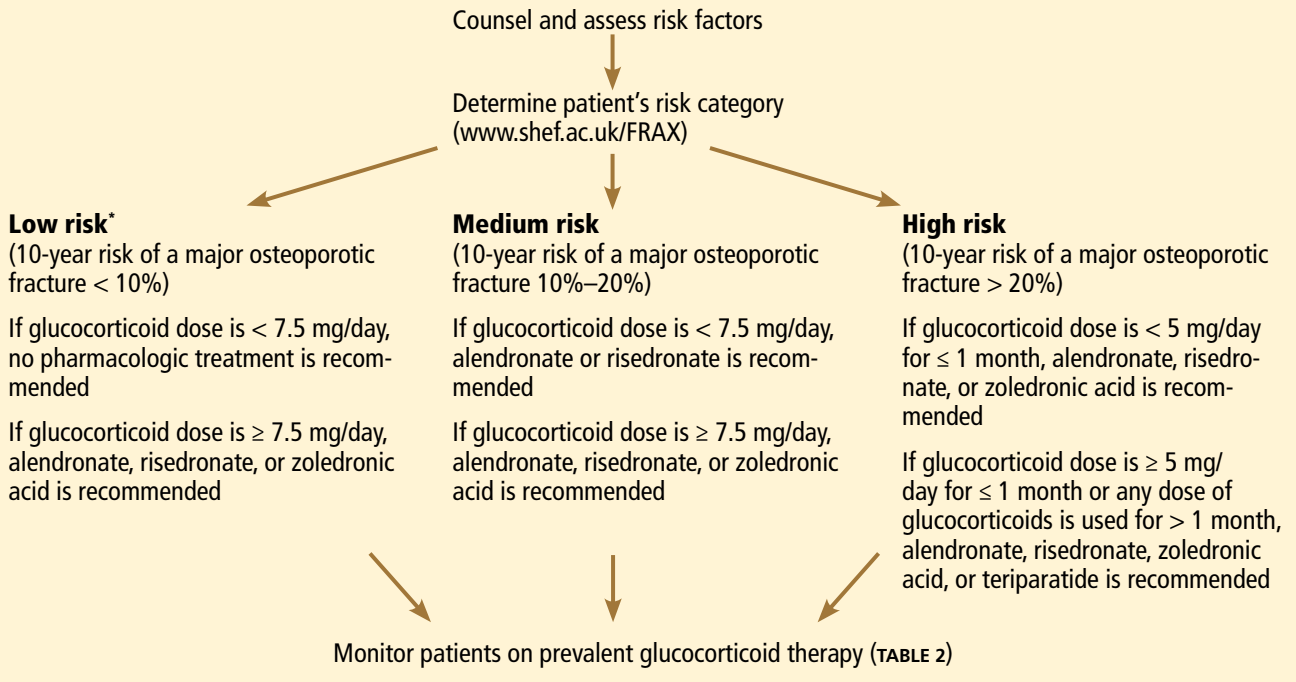 Counsel and assess risk factors
Determine patient's risk category
(www.shef.ac.uk/FRAX)
Low risk*
(10-year risk of a major osteoporotic
fracture < 10%)
If glucocorticoid dose is < 7.5 mg/day,
no pharmacologic treatment is recom-
mended
If glucocorticoid dose is ≥ 7.5 mg/day,
alendronate, risedronate, or zoledronic
acid is recommended
Medium risk
(10-year risk of a major osteoporotic
fracture 10%–20%)
If glucocorticoid dose is < 7.5 mg/day,
alendronate or risedronate is recom-
mended
If glucocorticoid dose is ≥ 7.5 mg/day,
alendronate, risedronate, or zoledronic
acid is recommended
High risk
(10-year risk of a major osteoporotic
fracture > 20%)
If glucocorticoid dose is < 5 mg/day
for ≤ 1 month, alendronate, risedro-
nate, or zoledronic acid is recom-
mended
If glucocorticoid dose is ≥ 5 mg/
day for ≤ 1 month or any dose of
glucocorticoids is used for > 1 month,
alendronate, risedronate, zoledronic
acid, or teriparatide is recommended
Monitor patients on prevalent glucocorticoid therapy (TABLE 2)